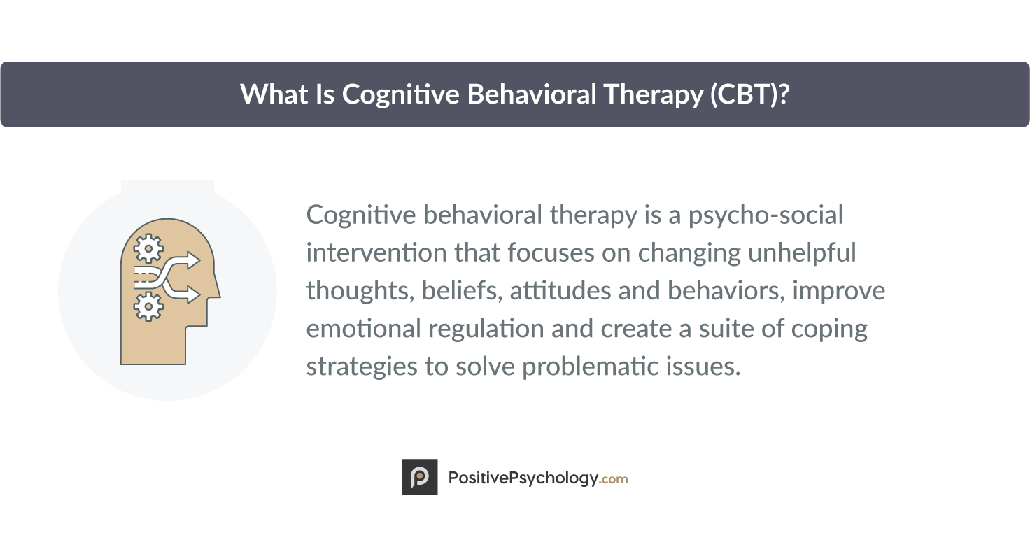 What Is Cognitive Behavioral Therapy (CBT)?
Cognitive behavioral therapy is a psycho-social
intervention that focuses on changing unhelpful
thoughts, beliefs, attitudes and behaviors, improve
emotional regulation and create a suite of coping
strategies to solve problematic issues.
PositivePsychology.com